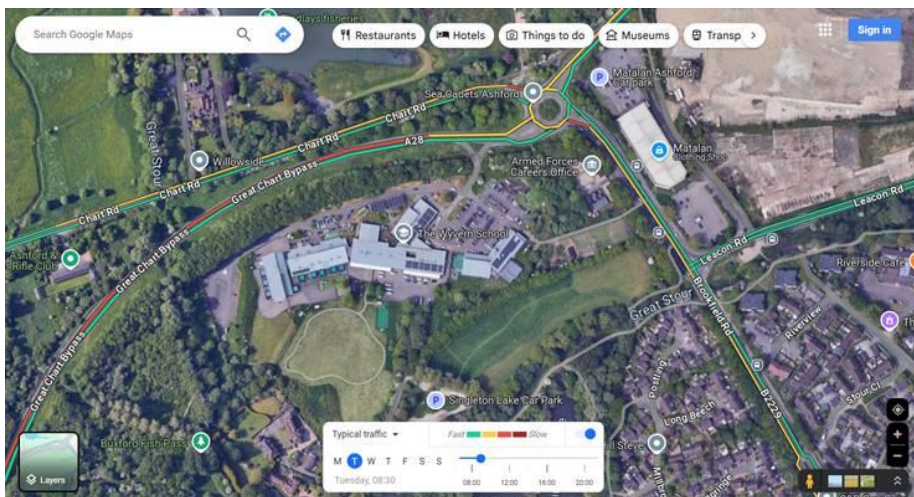 Search Google Maps
Restaurants
Hotels
Things to do
Museums
Transp
Sign in
dlays fisheries
Matalan Ashford
Car park
Sea Cadets Ashford
Chart Rd
Great Stour
A28
Willowside
Chart Rd
Great Chart Bypass
Armed Forces
Careers Office
Matalan
Clothing Shop
Chart Rd
Leacon Rd
The Wyvern School
Leacon Rd
Ashford &
Rifle Club
Great Chart Bypass
Riverside Cafe
Brookfield Rd
Great Stour
Riverview
Th
Great Chart Bypass
Postling
Stour Cl
B2229
Singleton Lake Car Park
Long Beech
Buxford Fish Pass
ill Steve
Typical traffic
Fast
Slow
M T W T F S S
Tuesday, 08:30
08:00
12:00
16:00
20:00
Layers